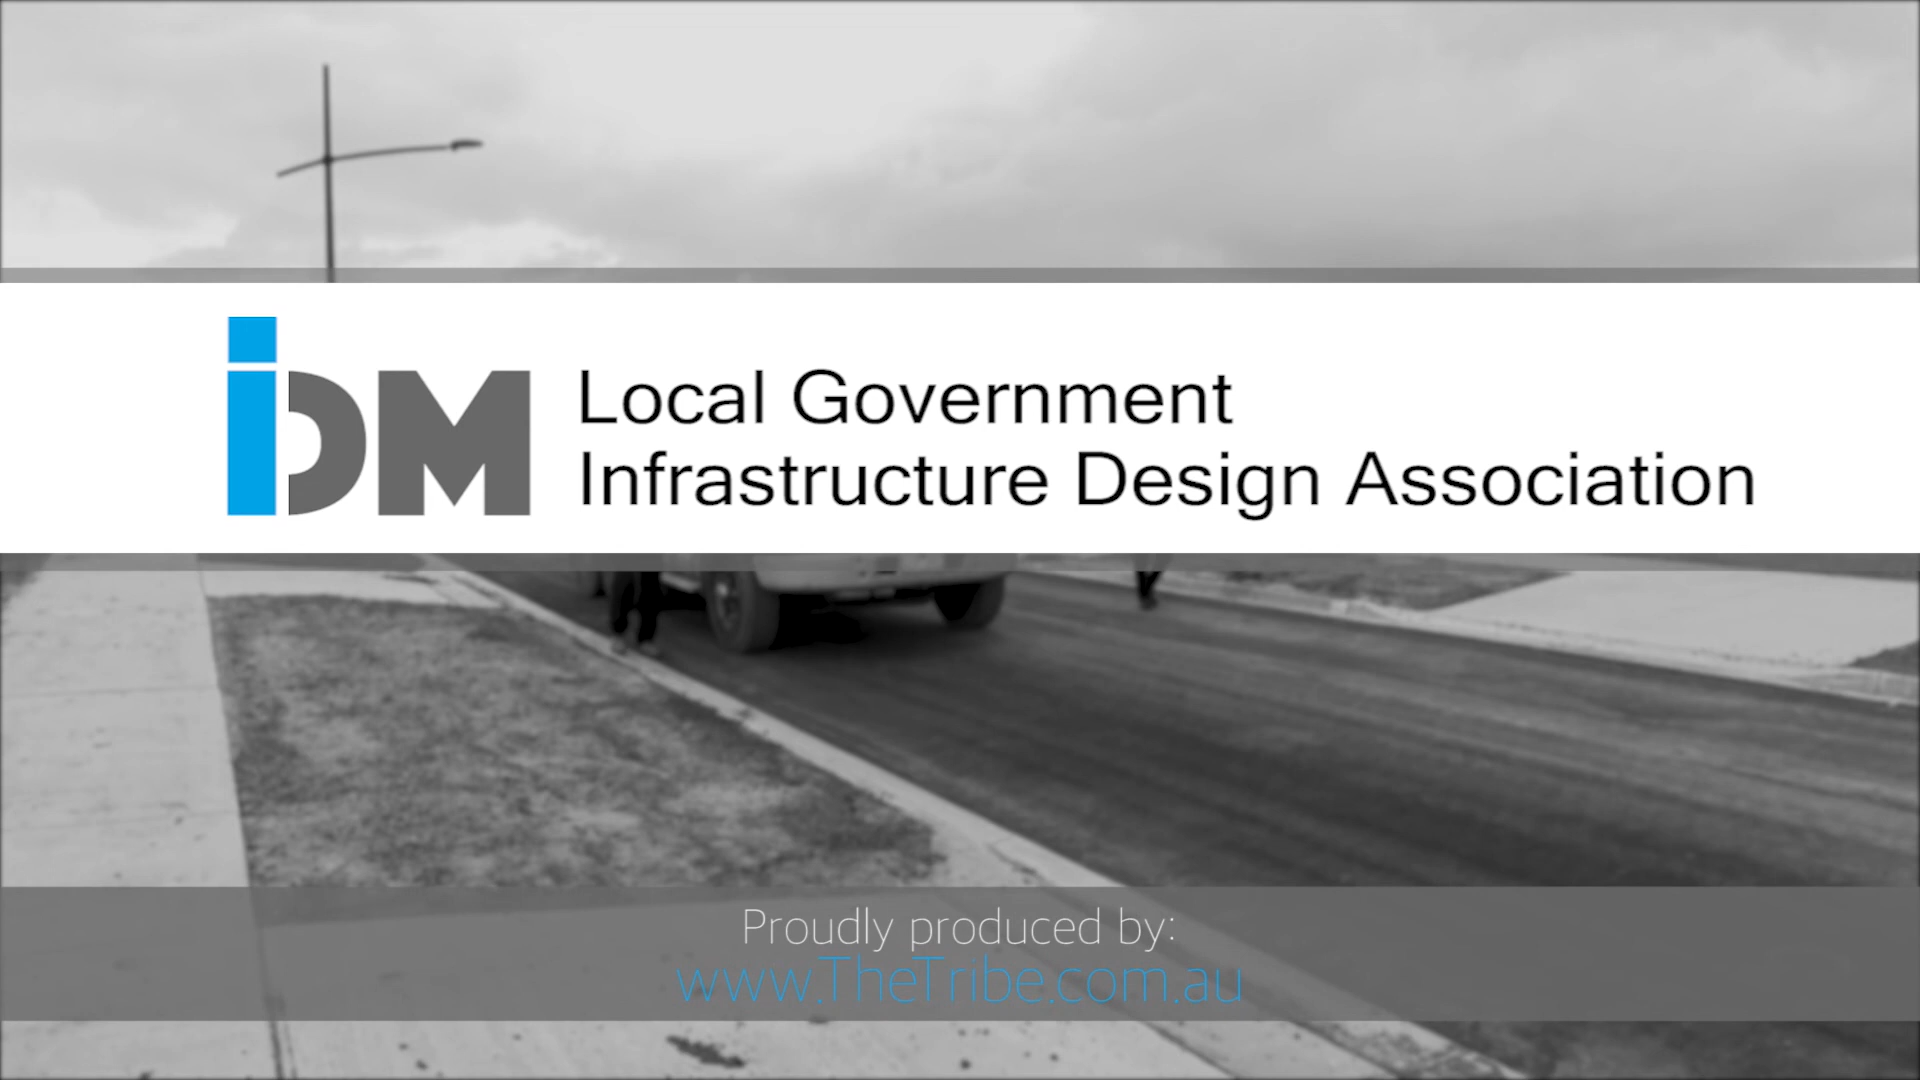 iDM
Local Government
Infrastructure Design Association
Proudly produced by:
www.TheTribe.com.au